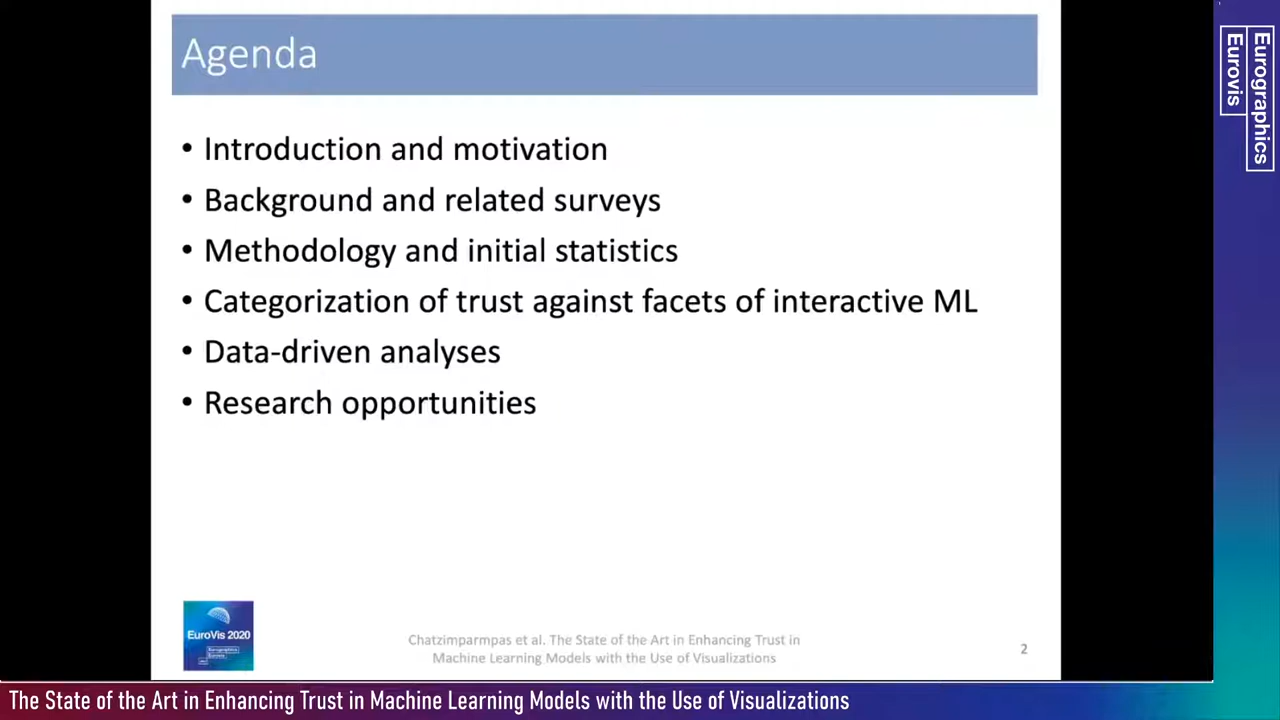 Agenda
• Introduction and motivation
• Background and related surveys
• Methodology and initial statistics
• Categorization of trust against facets of interactive ML
• Data-driven analyses
• Research opportunities
EuroVis 2020
Chatzimparmpas et al. The State of the Art in Enhancing Trust in
Machine Learning Models with the Use of Visualizations
2
Eurographics
Eurovis
The State of the Art in Enhancing Trust in Machine Learning Models with the Use of Visualizations